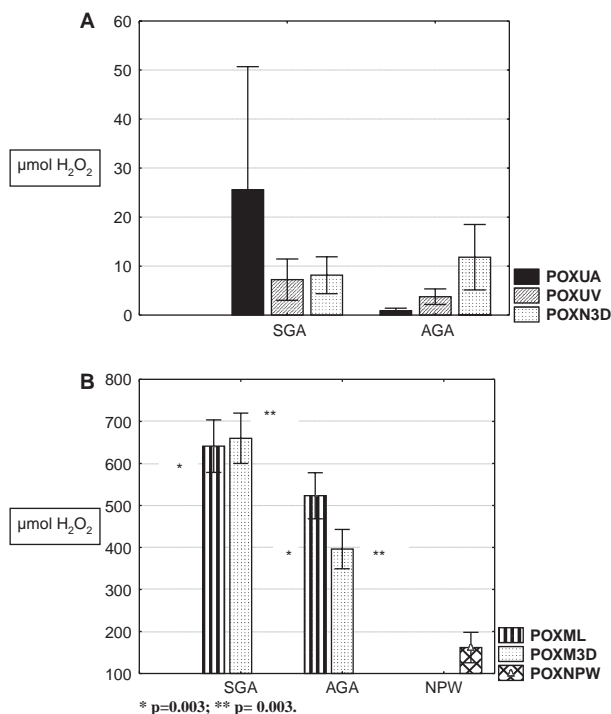 A
60
50
40
30
20
10
0
µmol H₂O₂
SGA
AGA
POXUA
POXUV
POXN3D
B
800
700
600
500
400
300
200
100
µmol H₂O₂
*
**
*
**
SGA
AGA
NPW
POXML
POXM3D
POXNPW
* p=0.003; ** p= 0.003.